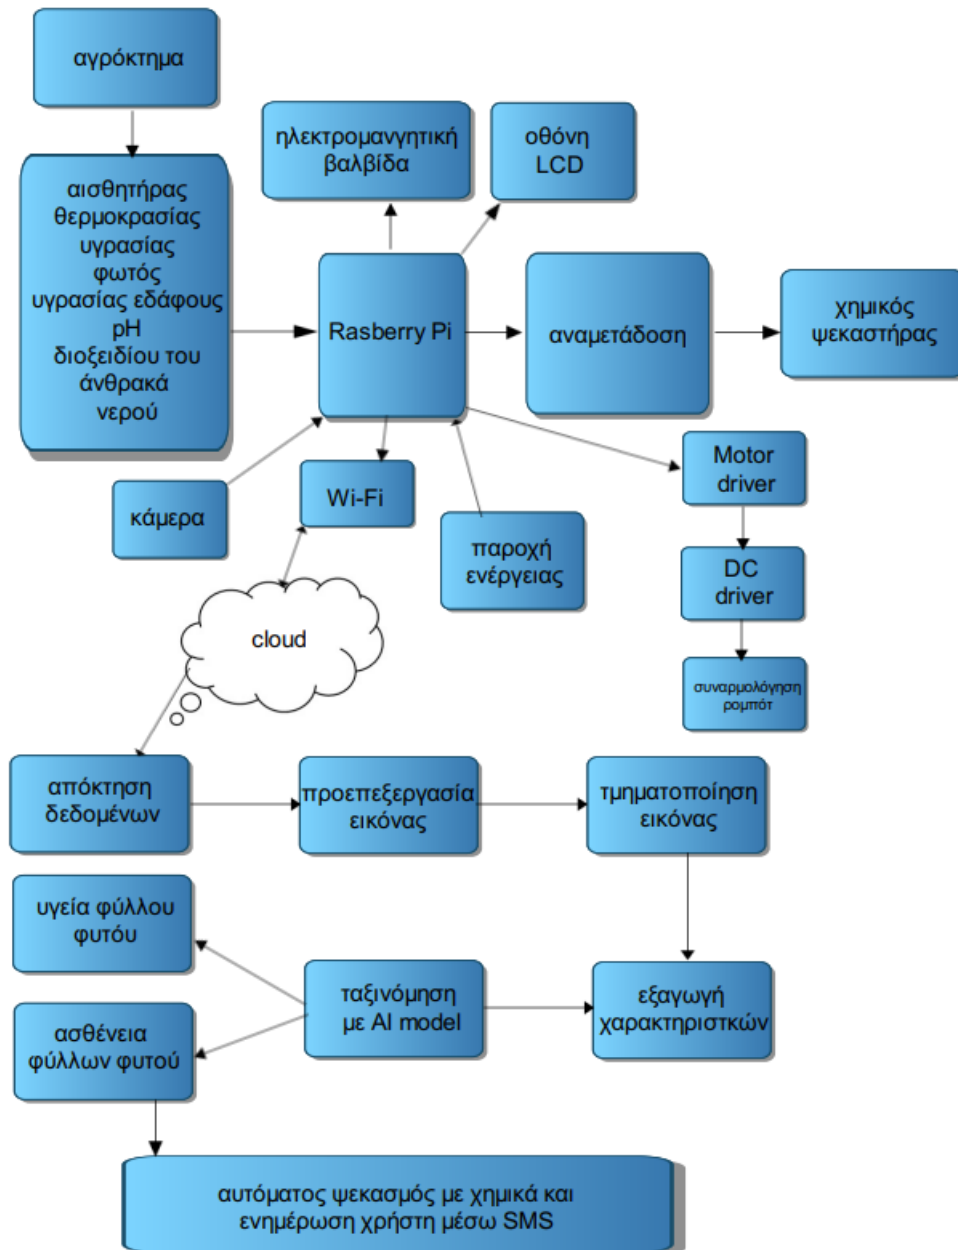 αγρόκτημα
ηλεκτρομανγητική
βαλβίδα
οθόνη
LCD
αισθητήρας
θερμοκρασίας
υγρασίας
φωτός
υγρασίας εδάφους
pH
διοξειδίου του
άνθρακά
νερού
Rasberry Pi
αναμετάδοση
χημικός
ψεκαστήρας
κάμερα
Wi-Fi
παροχή
ενέργειας
Motor
driver
DC
driver
συναρμολόγηση
ρομπότ
cloud
απόκτηση
δεδομένων
προεπεξεργασία
εικόνας
τμηματοποίηση
εικόνας
υγεία φύλλου
φυτόυ
ταξινόμηση
με AI model
εξαγωγή
χαρακτηριστκών
ασθένεια
φύλλων φυτού
αυτόματος ψεκασμός με χημικά και
ενημέρωση χρήστη μέσω SMS